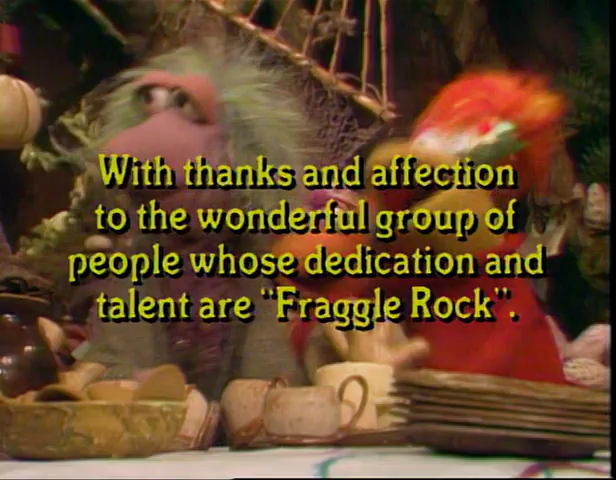 With thanks and affection
to the wonderful group of
people whose dedication and
talent are "Fraggle Rock".